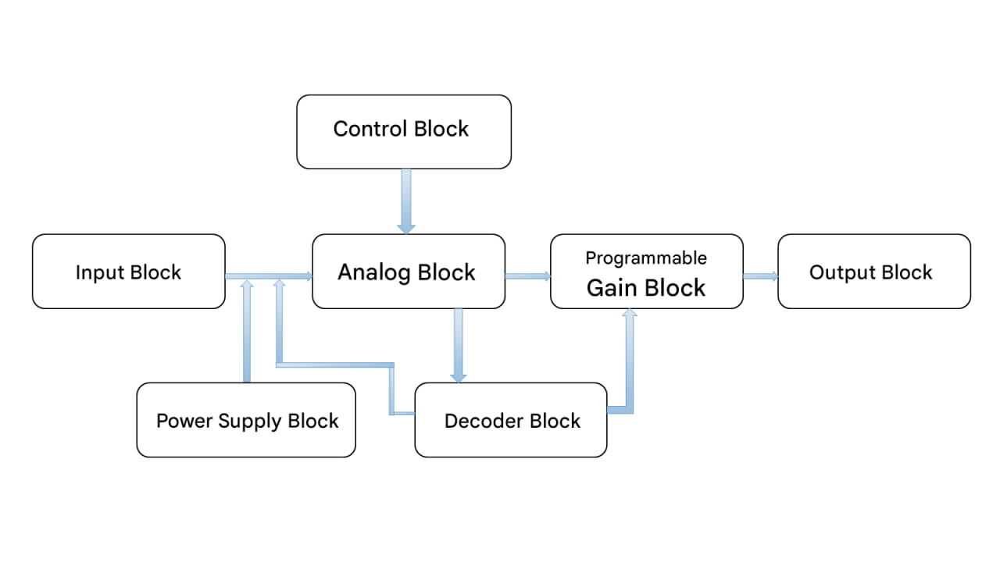 Control Block
Input Block
Analog Block
Programmable
Gain Block
Output Block
Power Supply Block
Decoder Block